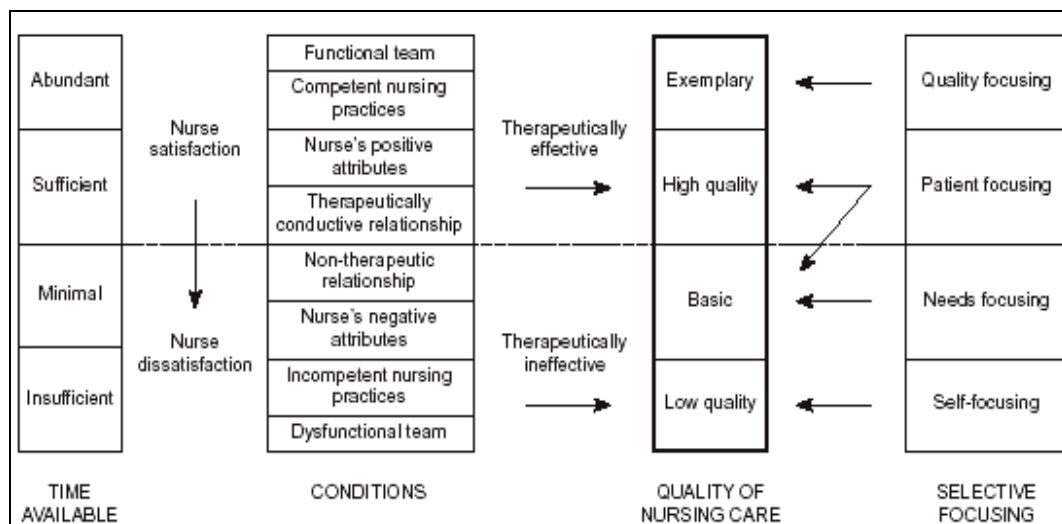 Abundant
Sufficient
Minimal
Insufficient
TIME
AVAILABLE
Nurse
satisfaction
Nurse
dissatisfaction
Functional team
Competent nursing
practices
Nurse's positive
attributes
Therapeutically
conductive relationship
Non-therapeutic
relationship
Nurse's negative
attributes
Incompetent nursing
practices
Dysfunctional team
CONDITIONS
Therapeutically
effective
Therapeutically
ineffective
Exemplary
High quality
Basic
Low quality
QUALITY OF
NURSING CARE
Quality focusing
Patient focusing
Needs focusing
Self-focusing
SELECTIVE
FOCUSING